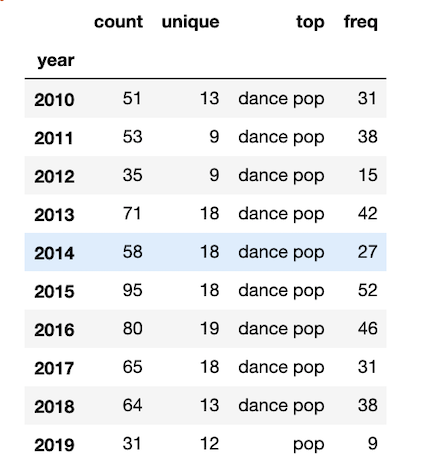 count unique top freq
year
2010 51 13 dance pop 31
2011 53 9 dance pop 38
2012 35 9 dance pop 15
2013 71 18 dance pop 42
2014 58 18 dance pop 27
2015 95 18 dance pop 52
2016 80 19 dance pop 46
2017 65 18 dance pop 31
2018 64 13 dance pop 38
2019 31 12 pop 9